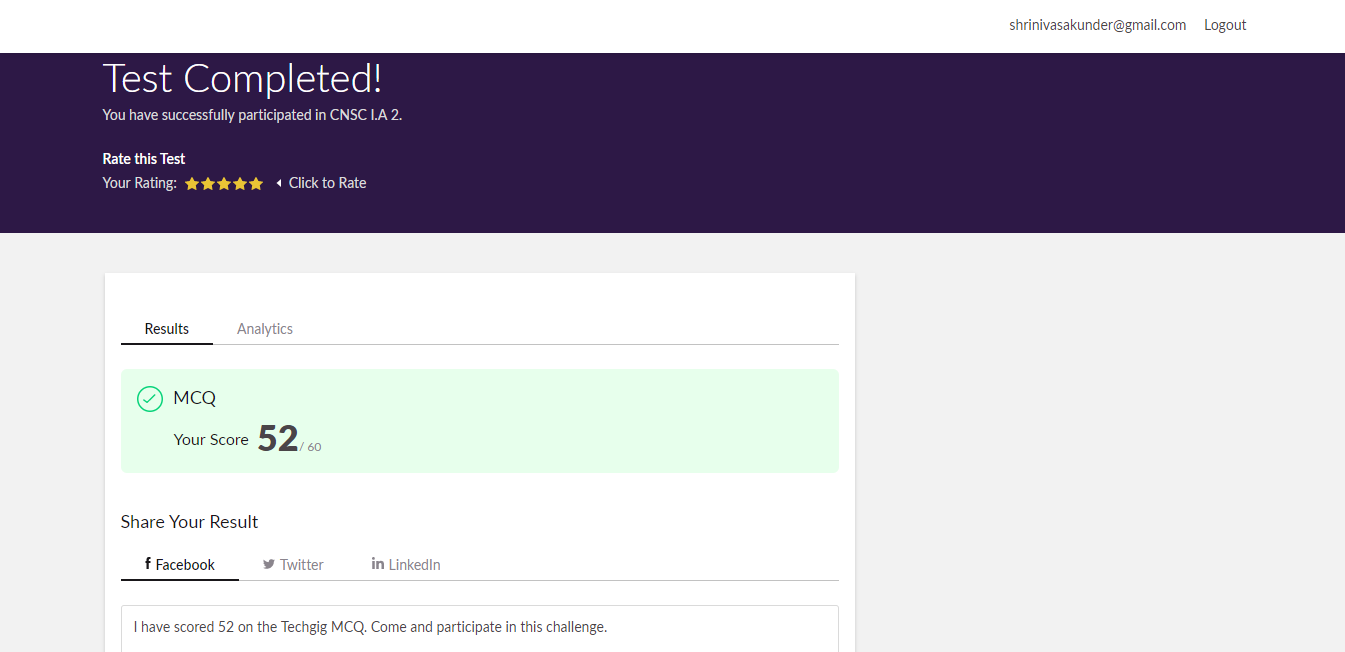 shrinivasakunder@gmail.com Logout
Test Completed!
You have successfully participated in CNSC I.A 2.
Rate this Test
Your Rating: Click to Rate
Results Analytics
MCQ
Your Score 52 / 60
Share Your Result
Facebook Twitter LinkedIn
I have scored 52 on the Techgig MCQ. Come and participate in this challenge.